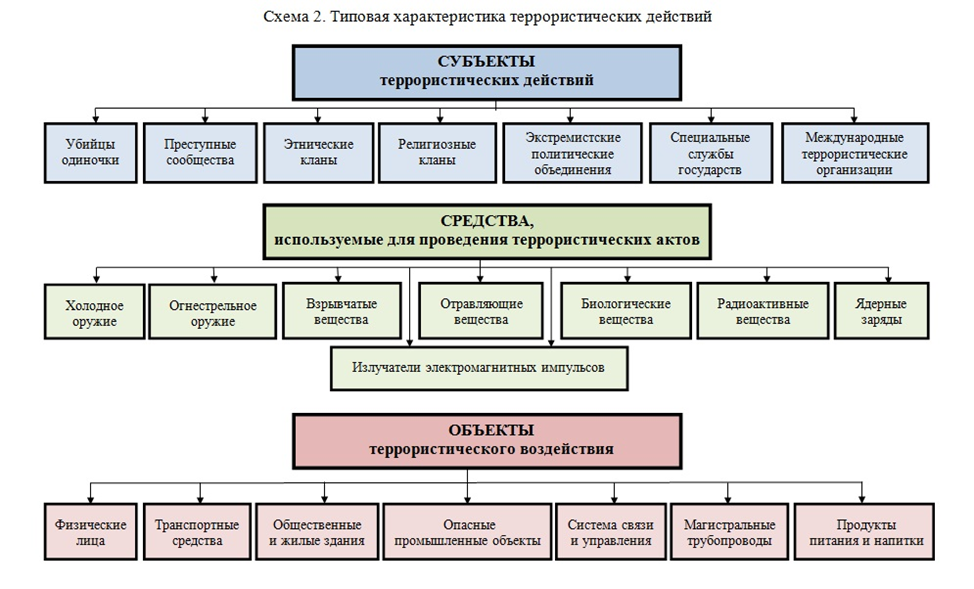 Схема 2. Типовая характеристика террористических действий
СУБЪЕКТЫ
террористических действий
Убийцы
одиночки
Преступные
сообщества
Этнические
кланы
Религиозные
кланы
Экстремистские
политические
объединения
Специальные
службы
государств
Международные
террористические
организации
СРЕДСТВА,
используемые для проведения террористических актов
Холодное
оружие
Огнестрельное
оружие
Взрывчатые
вещества
Отравляющие
вещества
Биологические
вещества
Радиоактивные
вещества
Ядерные
заряды
Излучатели электромагнитных импульсов
ОБЪЕКТЫ
террористического воздействия
Физические
лица
Транспортные
средства
Общественные
и жилые здания
Опасные
промышленные объекты
Система связи
и управления
Магистральные
трубопроводы
Продукты
питания и напитки